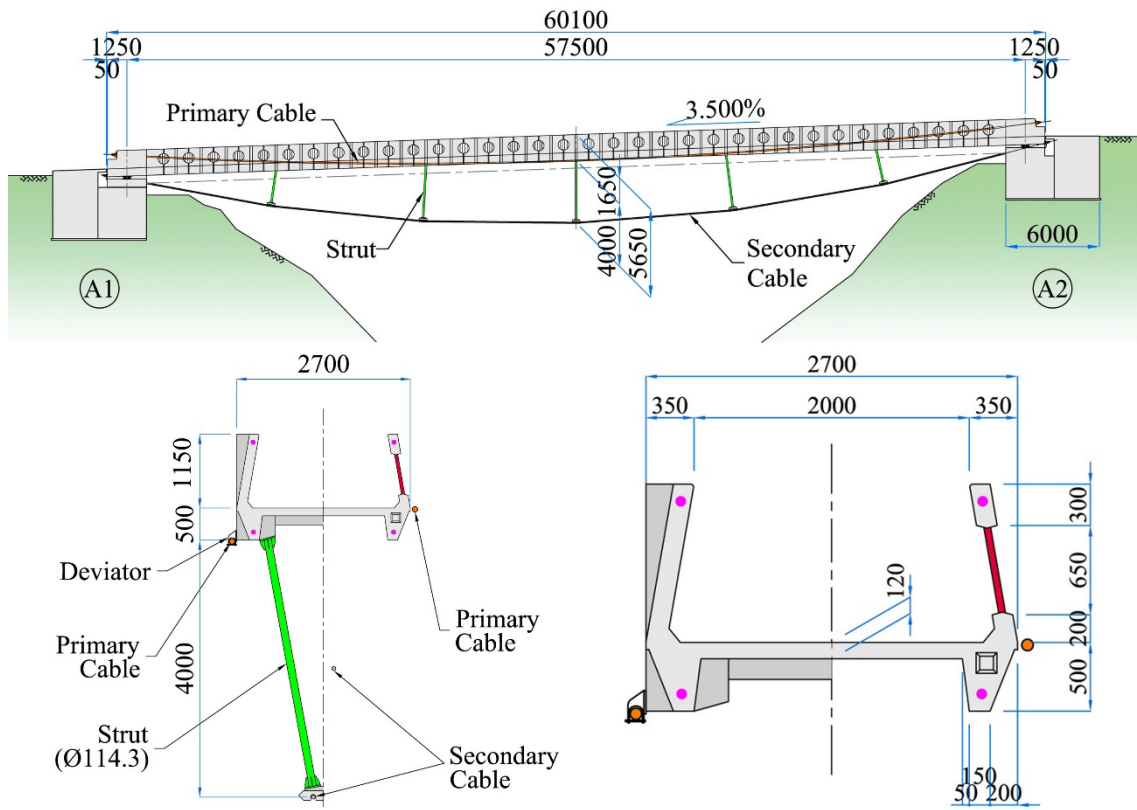 60100
1250
57500
1250
50
50
Primary Cable
3.500%
1650
4000
5650
Strut
Secondary
Cable
6000
A1
A2
2700
1150
500
4000
Deviator
Primary
Cable
Strut
(Ø114.3)
Primary
Cable
Secondary
Cable
2700
350
2000
350
120
300
650
200
500
150
50
200